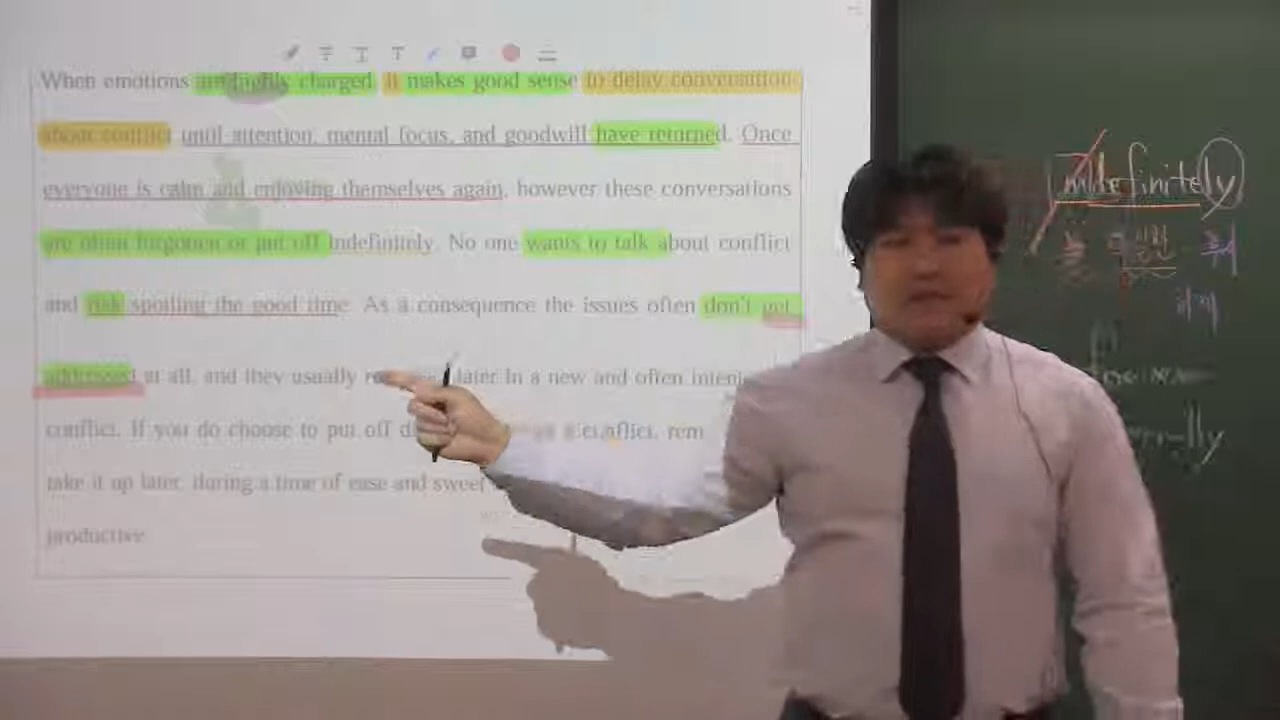 When emotions are highly charged it makes good sense to delay conversation
about conflict until attention, mental focus, and goodwill have returned. Once
everyone is calm and enjoying themselves again, however these conversations
are often forgotten or put off indefinitely. No one wants to talk about conflict
and risk spoiling the good time. As a consequence the issues often don't get
addressed at all, and they usually later in a new and often
conflict. If you do choose to put off conflict,
take it up later, during a time of ease and sweet
productive
indefinitely